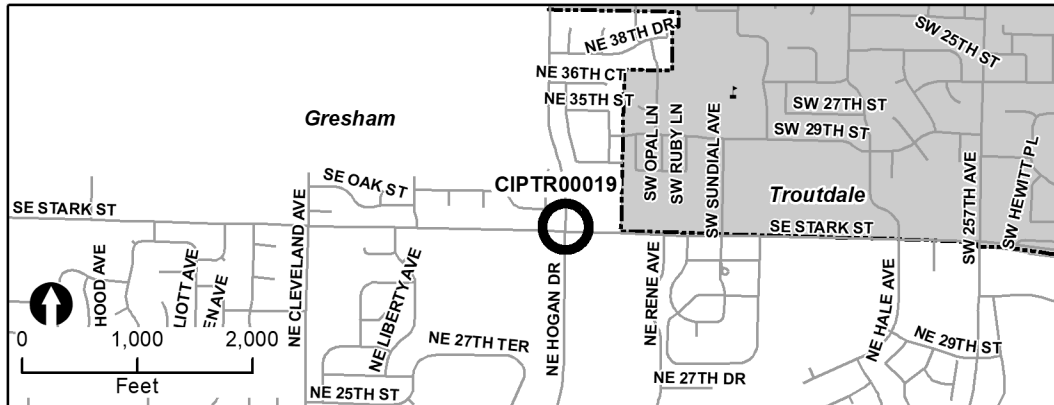 NE 38TH DR
SW 25TH ST
NE 36TH CT
NE 35TH ST
SW 27TH ST
Gresham
SW 29TH ST
SW OPAL LN
SW RUBY LN
SW SUNDIAL AVE
SW 257TH AVE
SW HEWITT PL
SE OAK ST
CIPTR00019
Troutdale
SE STARK ST
SE STARK ST
NE CLEVELAND AVE
HOOD AVE
LIOTT AVE
EN AVE
NE LIBERTY AVE
NE HOGAN DR
NE RENE AVE
NE HALE AVE
0 1,000 2,000
Feet
NE 27TH TER
NE 29TH ST
NE 27TH DR
NE 25TH ST